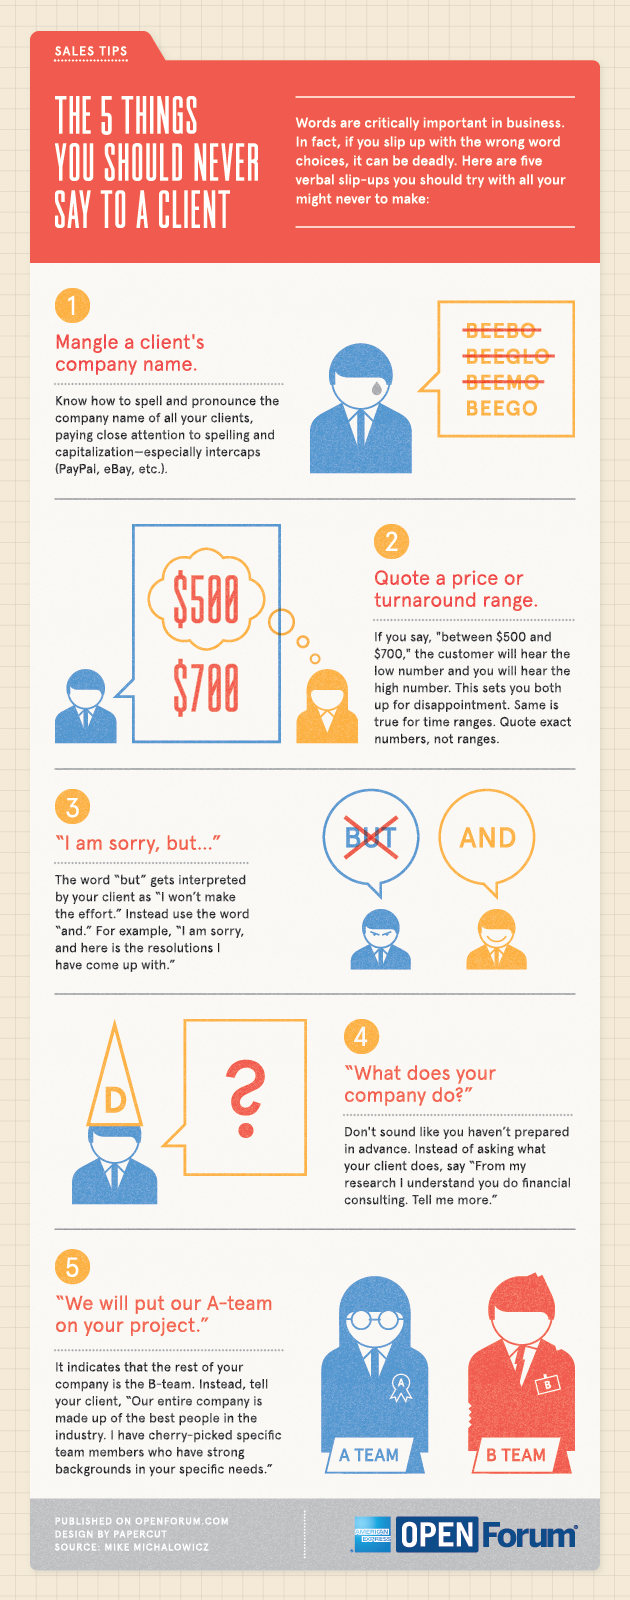 SALES TIPS
THE 5 THINGS
YOU SHOULD NEVER
SAY TO A CLIENT
Words are critically important in business.
In fact, if you slip up with the wrong word
choices, it can be deadly. Here are five
verbal slip-ups you should try with all your
might never to make:
1
Mangle a client's
company name.
Know how to spell and pronounce the
company name of all your clients,
paying close attention to spelling and
capitalization—especially intercaps
(PayPal, eBay, etc.).
BEEBO
BEEGLO
BEEMO
BEEGO
$500
$700
2
Quote a price or
turnaround range.
If you say, "between $500 and
$700," the customer will hear the
low number and you will hear the
high number. This sets you both
up for disappointment. Same is
true for time ranges. Quote exact
numbers, not ranges.
3
“I am sorry, but...”
The word “but” gets interpreted
by your client as “I won’t make
the effort.” Instead use the word
“and.” For example, “I am sorry,
and here is the resolutions I
have come up with.”
BUT
AND
D
?
4
“What does your
company do?”
Don't sound like you haven’t prepared
in advance. Instead of asking what
your client does, say “From my
research I understand you do financial
consulting. Tell me more.”
5
“We will put our A-team
on your project.”
It indicates that the rest of your
company is the B-team. Instead, tell
your client, “Our entire company is
made up of the best people in the
industry. I have cherry-picked specific
team members who have strong
backgrounds in your specific needs.”
A
B
A TEAM
B TEAM
PUBLISHED ON OPENFORUM.COM
DESIGN BY PAPERCUT
SOURCE: MIKE MICHALOWICZ
AMERICAN
EXPRESS
OPEN Forum®